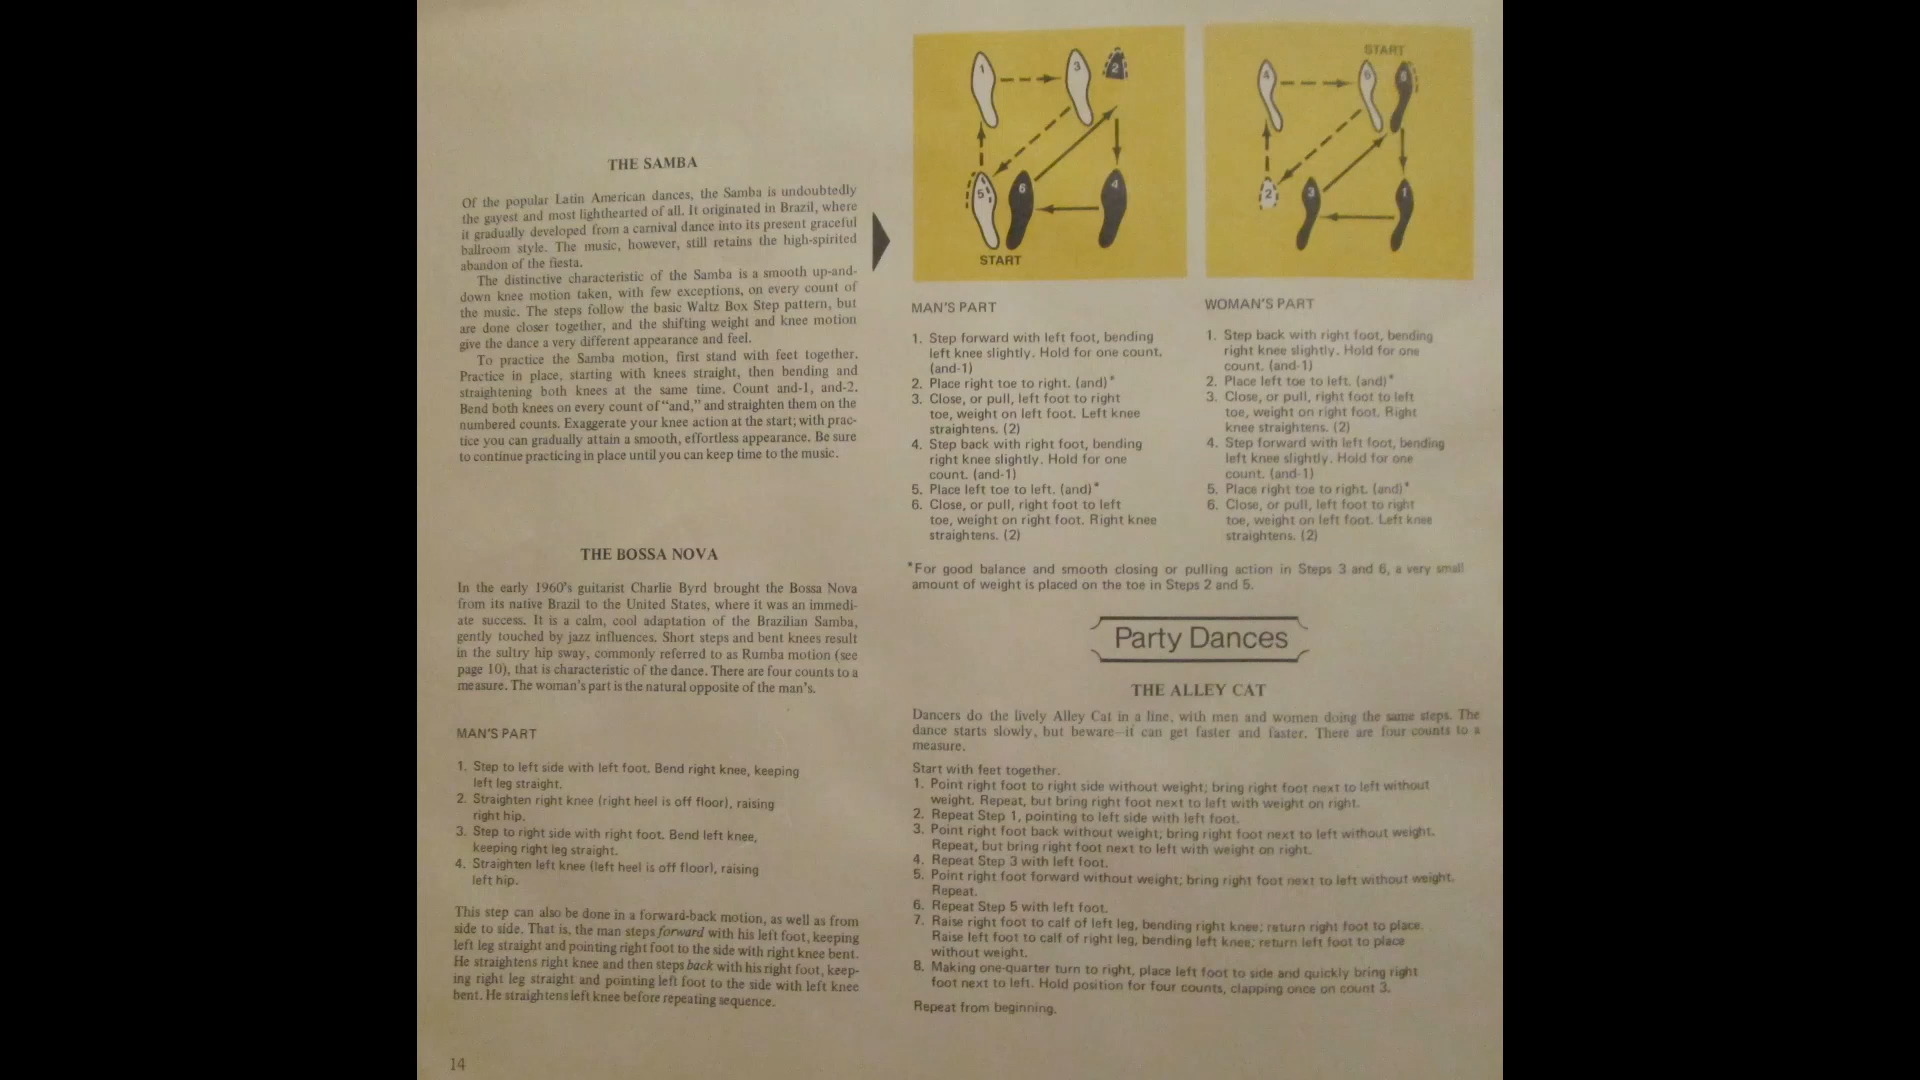 THE SAMBA
Of the popular Latin American dances, the Samba is undoubtedly
the gayest and most lighthearted of all. It originated in Brazil, where
it gradually developed from a carnival dance into its present graceful
ballroom style. The music, however, still retains the high-spirited
abandon of the fiesta.
The distinctive characteristic of the Samba is a smooth up-and-
down knee motion taken, with few exceptions, on every count of
the music. The steps follow the basic Waltz Box Step pattern, but
are done closer together, and the shifting weight and knee motion
give the dance a very different appearance and feel.
To practice the Samba motion, first stand with feet together.
Practice in place, starting with knees straight, then bending and
straightening both knees at the same time. Count and-1, and-2.
Bend both knees on every count of "and," and straighten them on the
numbered counts. Exaggerate your knee action at the start; with prac-
tice you can gradually attain a smooth, effortless appearance. Be sure
to continue practicing in place until you can keep time to the music.
THE BOSSA NOVA
In the early 1960's guitarist Charlie Byrd brought the Bossa Nova
from its native Brazil to the United States, where it was an immedi-
ate success. It is a calm, cool adaptation of the Brazilian Samba,
gently touched by jazz influences. Short steps and bent knees result
in the sultry hip sway, commonly referred to as Rumba motion (see
page 10), that is characteristic of the dance. There are four counts to a
measure. The woman's part is the natural opposite of the man's.
MAN'S PART
1. Step to left side with left foot. Bend right knee, keeping
left leg straight.
2. Straighten right knee (right heel is off floor), raising
right hip.
3. Step to right side with right foot. Bend left knee,
keeping right leg straight.
4. Straighten left knee (left heel is off floor), raising
left hip.
This step can also be done in a forward-back motion, as well as from
side to side. That is, the man steps forward with his left foot, keeping
left leg straight and pointing right foot to the side with right knee bent.
He straightens right knee and then steps back with his right foot, keep-
ing right leg straight and pointing left foot to the side with left knee
bent. He straightens left knee before repeating sequence.
14
1
3
2
5
6
4
START
START
4
6
5
2
3
1
MAN'S PART
1. Step forward with left foot, bending
left knee slightly. Hold for one count.
(and-1)
2. Place right toe to right. (and)*
3. Close, or pull, left foot to right
toe, weight on left foot. Left knee
straightens. (2)
4. Step back with right foot, bending
right knee slightly. Hold for one
count. (and-1)
5. Place left toe to left. (and)*
6. Close, or pull, right foot to left
toe, weight on right foot. Right knee
straightens. (2)
WOMAN'S PART
1. Step back with right foot, bending
right knee slightly. Hold for one
count. (and-1)
2. Place left toe to left. (and)*
3. Close, or pull, right foot to left
toe, weight on right foot. Right
knee straightens. (2)
4. Step forward with left foot, bending
left knee slightly. Hold for one
count. (and-1)
5. Place right toe to right. (and)*
6. Close, or pull, left foot to right
toe, weight on left foot. Left knee
straightens. (2)
*For good balance and smooth closing or pulling action in Steps 3 and 6, a very small
amount of weight is placed on the toe in Steps 2 and 5.
Party Dances
THE ALLEY CAT
Dancers do the lively Alley Cat in a line, with men and women doing the same steps. The
dance starts slowly, but beware—it can get faster and faster. There are four counts to a
measure.
Start with feet together.
1. Point right foot to right side without weight; bring right foot next to left without
weight. Repeat, but bring right foot next to left with weight on right.
2. Repeat Step 1, pointing to left side with left foot.
3. Point right foot back without weight; bring right foot next to left without weight.
Repeat, but bring right foot next to left with weight on right.
4. Repeat Step 3 with left foot.
5. Point right foot forward without weight; bring right foot next to left without weight.
Repeat.
6. Repeat Step 5 with left foot.
7. Raise right foot to calf of left leg, bending right knee; return right foot to place.
Raise left foot to calf of right leg, bending left knee; return left foot to place
without weight.
8. Making one-quarter turn to right, place left foot to side and quickly bring right
foot next to left. Hold position for four counts, clapping once on count 3.
Repeat from beginning.